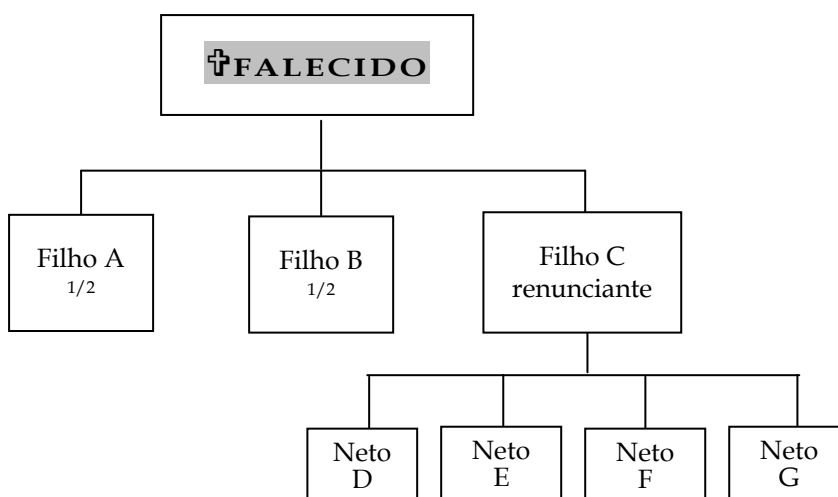 ✞FALECIDO
Filho A
1/2
Filho B
1/2
Filho C
renunciante
Neto
D
Neto
E
Neto
F
Neto
G